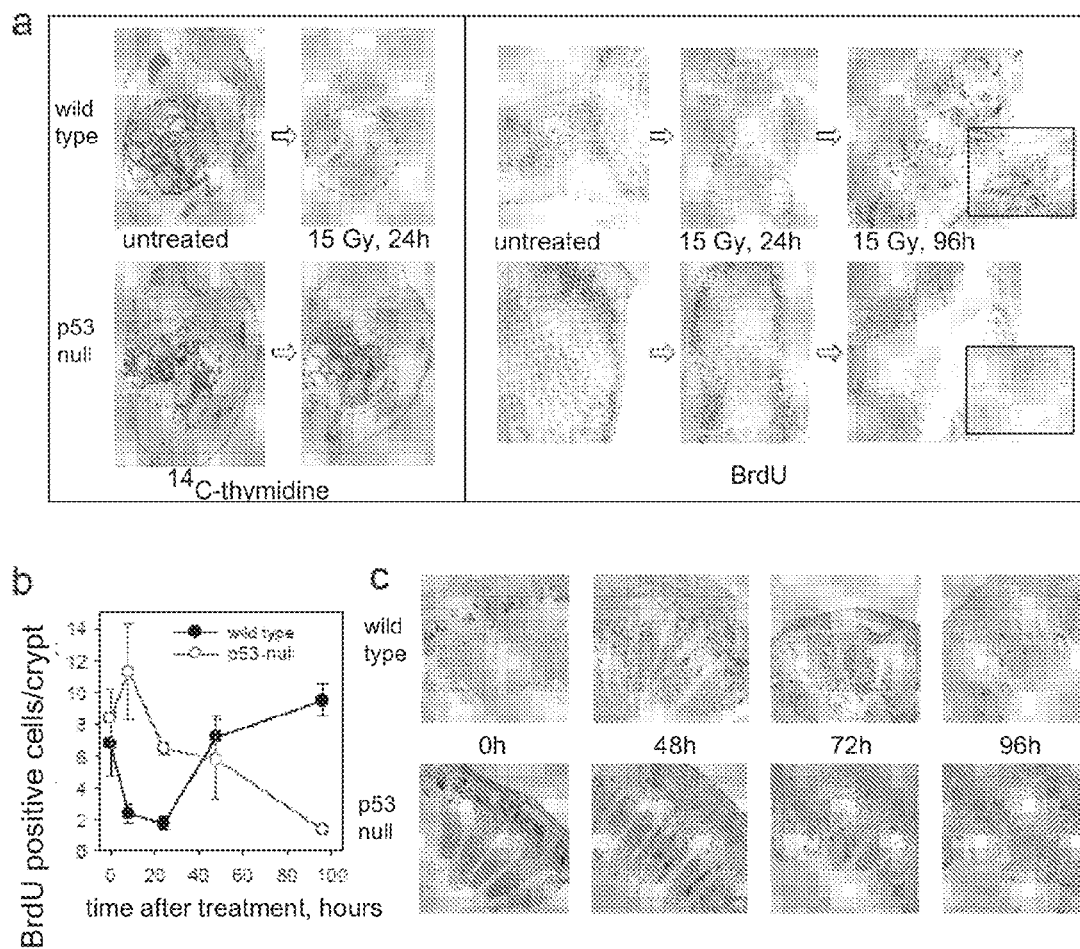 a
wild
type
untreated
15 Gy, 24h
untreated
15 Gy, 24h
15 Gy, 96h
p53
null
14C-thymidine
BrdU
b
BrdU positive cells/crypt
14
12
10
8
6
4
2
0
wild type
p53-null
0 20 40 60 80 100
time after treatment, hours
c
wild
type
0h
48h
72h
96h
p53
null